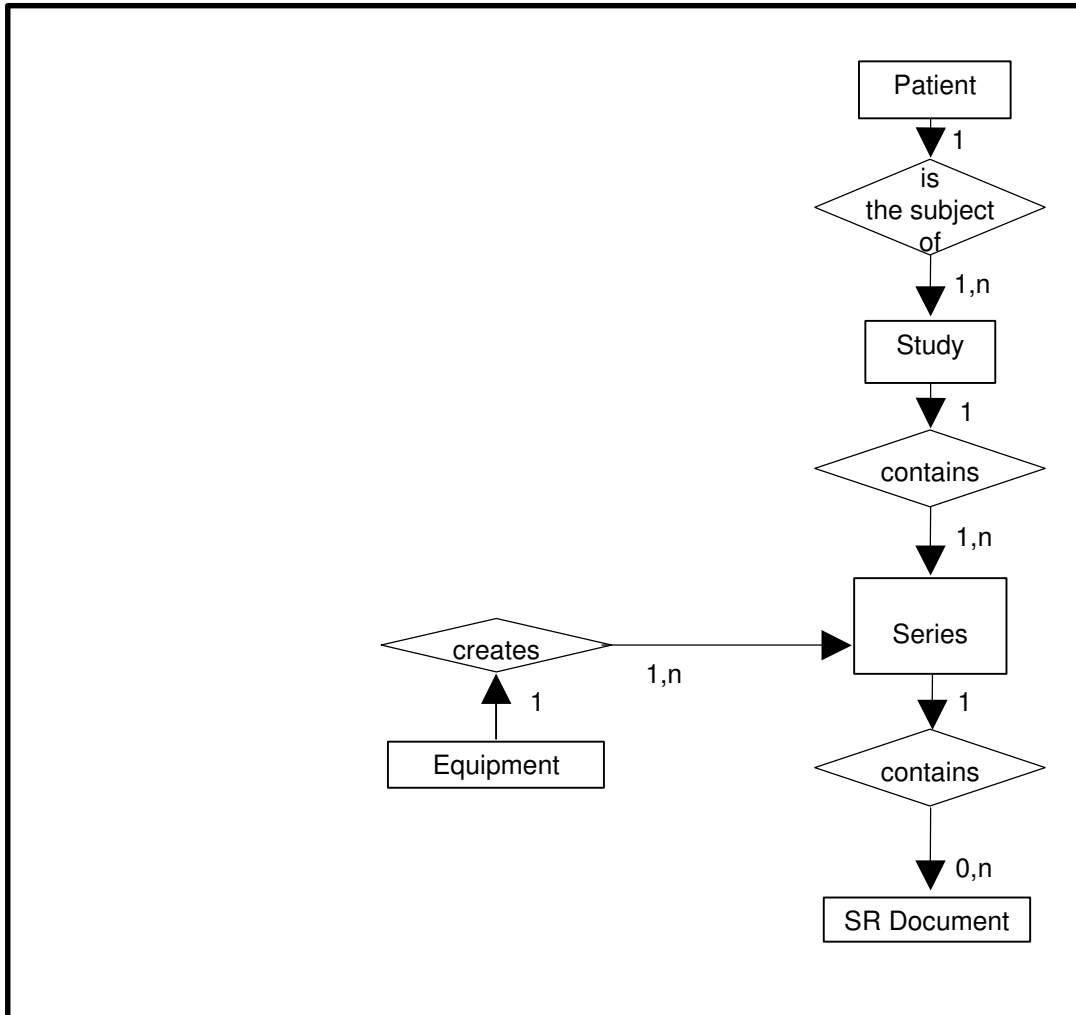 Patient
1
is
the subject
of
1,n
Study
1
contains
1,n
Series
creates
1,n
1
1
Equipment
contains
0,n
SR Document